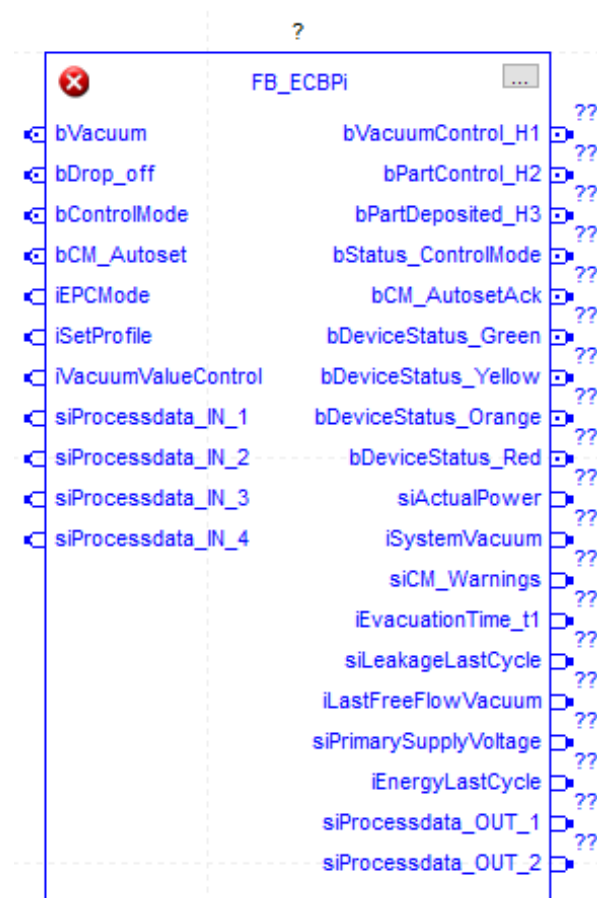 ?
FB_ECBPi
...
bVacuum bVacuumControl_H1 ??
bDrop_off bPartControl_H2 ??
bControlMode bPartDeposited_H3 ??
bCM_Autoset bStatus_ControlMode ??
iEPCMode bCM_AutosetAck ??
iSetProfile bDeviceStatus_Green ??
iVacuumValueControl bDeviceStatus_Yellow ??
siProcessdata_IN_1 bDeviceStatus_Orange ??
siProcessdata_IN_2 bDeviceStatus_Red ??
siProcessdata_IN_3 siActualPower ??
siProcessdata_IN_4 iSystemVacuum ??
siCM_Warnings ??
iEvacuationTime_t1 ??
siLeakageLastCycle ??
iLastFreeFlowVacuum ??
siPrimarySupplyVoltage ??
iEnergyLastCycle ??
siProcessdata_OUT_1 ??
siProcessdata_OUT_2 ??